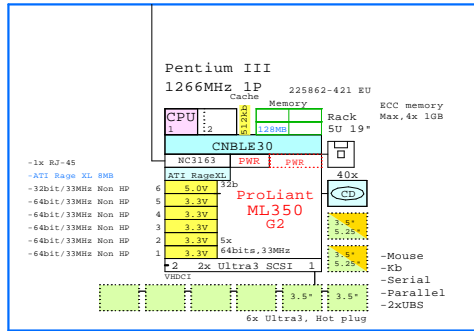 Pentium III
1266MHz 1P
225862-421 EU
Cache
Memory
ECC memory
Max,4x 1GB
CPU
1
:2
512kb
128MB
Rack
5U 19"
CNBLE30
-1x RJ-45
NC3163
PWR
PWR
-ATI Rage XL 8MB
ATI RageXL
40x
-32bit/33MHz Non HP
6
5.0V
32b
CD
-64bit/33MHz Non HP
5
3.3V
ProLiant
-64bit/33MHz Non HP
4
3.3V
ML350
-64bit/33MHz Non HP
3
3.3V
G2
3.5"
5.25"
-64bit/33MHz Non HP
2
3.3V
5x
-64bit/33MHz Non HP
1
3.3V
64bits,33MHz
3.5"
5.25"
-Mouse
2
2x Ultra3 SCSI
1
-Kb
VHDCI
-Serial
3.5"
3.5"
-Parallel
-2xUBS
6x Ultra3, Hot plug